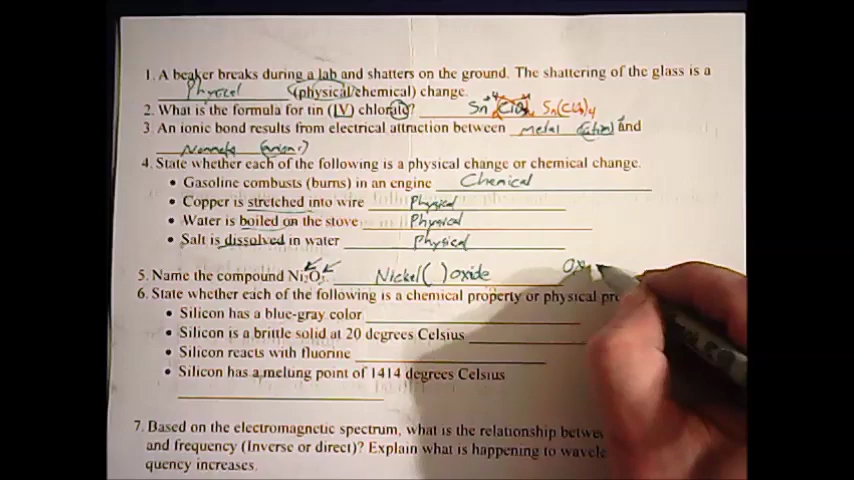 1. A beaker breaks during a lab and shatters on the ground. The shattering of the glass is a
Physical (physical/chemical) change.
2. What is the formula for tin (IV) chlorate? Sn⁺⁴ (ClO₃)⁻¹ Sn(ClO₃)₄
3. An ionic bond results from electrical attraction between metal (cation) and
Nonmetal (anion)
4. State whether each of the following is a physical change or chemical change.
• Gasoline combusts (burns) in an engine Chemical
• Copper is stretched into wire Physical
• Water is boiled on the stove Physical
• Salt is dissolved in water Physical
5. Name the compound Ni₂O₃. Nickel ( ) oxide Ox
6. State whether each of the following is a chemical property or physical pro
• Silicon has a blue-gray color
• Silicon is a brittle solid at 20 degrees Celsius
• Silicon reacts with fluorine
• Silicon has a melting point of 1414 degrees Celsius
7. Based on the electromagnetic spectrum, what is the relationship betwe
and frequency (Inverse or direct)? Explain what is happening to wavele
quency increases.